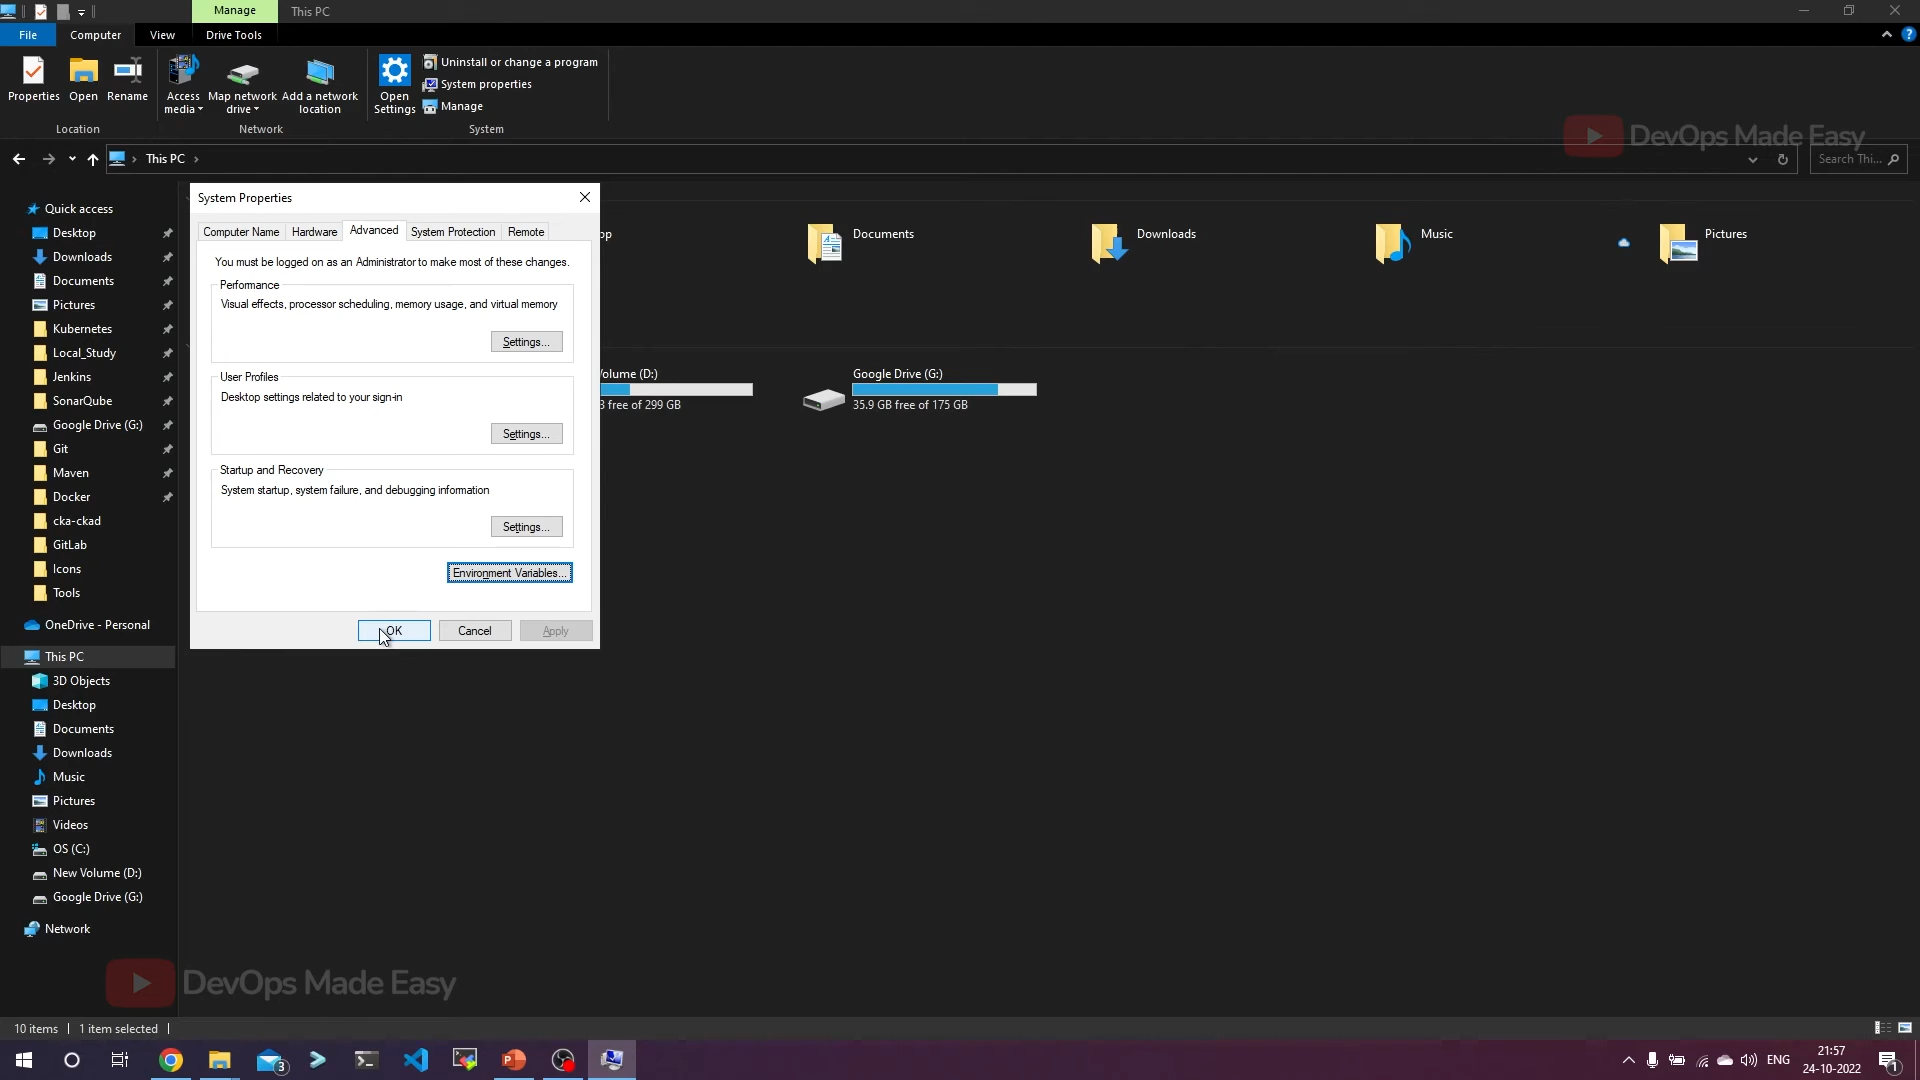 Manage
This PC
File
Computer
View
Drive Tools
Properties
Open
Rename
Access media
Map network drive
Add a network location
Open Settings
Uninstall or change a program
System properties
Manage
Location
Network
System
DevOps Made Easy
This PC
Search Thi...
Quick access
Desktop
Downloads
Documents
Pictures
Kubernetes
Local_Study
Jenkins
SonarQube
Google Drive (G:)
Git
Maven
Docker
cka-ckad
GitLab
Icons
Tools
OneDrive - Personal
This PC
3D Objects
Desktop
Documents
Downloads
Music
Pictures
Videos
OS (C:)
New Volume (D:)
Google Drive (G:)
Network
System Properties
Computer Name
Hardware
Advanced
System Protection
Remote
You must be logged on as an Administrator to make most of these changes.
Performance
Visual effects, processor scheduling, memory usage, and virtual memory
Settings...
User Profiles
Desktop settings related to your sign-in
Settings...
Startup and Recovery
System startup, system failure, and debugging information
Settings...
Environment Variables...
OK
Cancel
Apply
op
Documents
Downloads
Music
Pictures
olume (D:)
free of 299 GB
Google Drive (G:)
35.9 GB free of 175 GB
DevOps Made Easy
10 items
1 item selected
3
ENG
21:57
24-10-2022
1